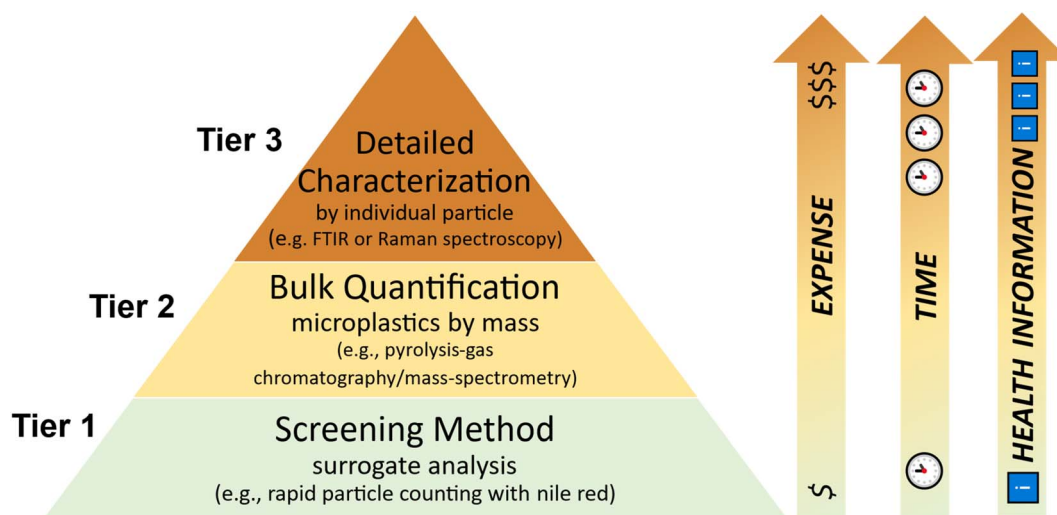 Tier 3
Detailed
Characterization
by individual particle
(e.g. FTIR or Raman spectroscopy)
Tier 2
Bulk Quantification
microplastics by mass
(e.g., pyrolysis-gas
chromatography/mass-spectrometry)
Tier 1
Screening Method
surrogate analysis
(e.g., rapid particle counting with nile red)
$$$
EXPENSE
$
TIME
i
i
i
HEALTH INFORMATION
i